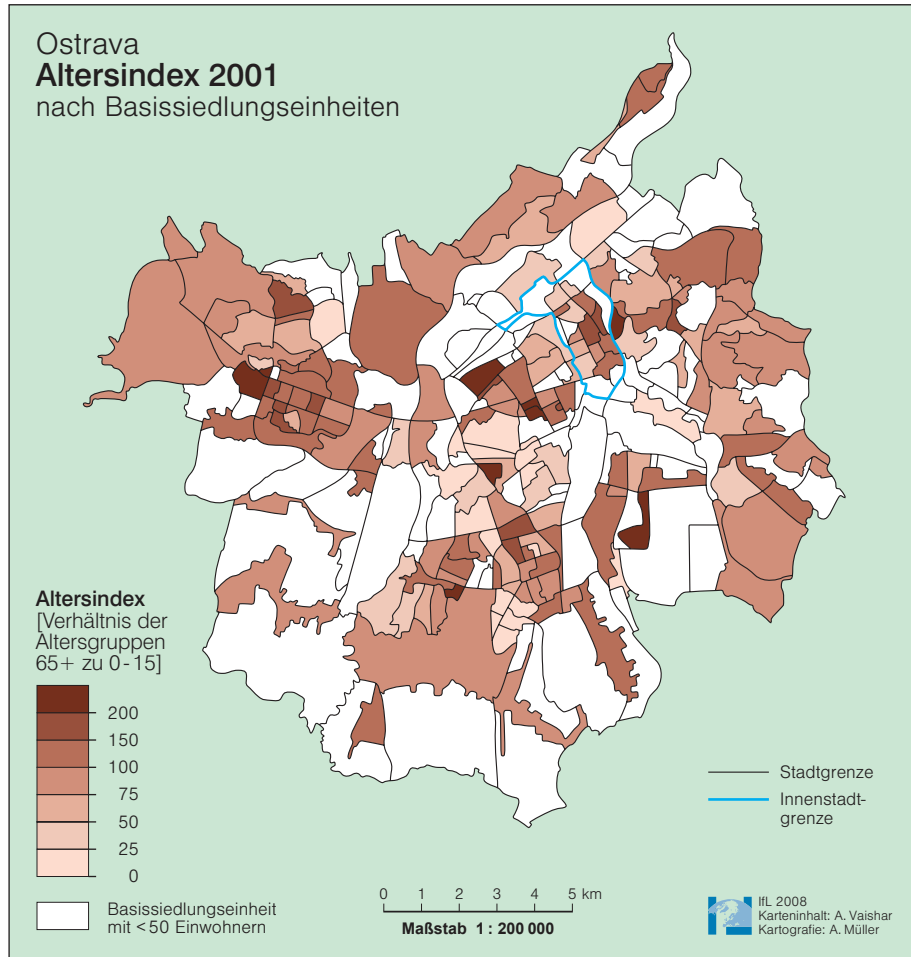 Ostrava
Altersindex 2001
nach Basissiedlungseinheiten
Altersindex
[Verhältnis der
Altersgruppen
65+ zu 0-15]
200
150
100
75
50
25
0
Basissiedlungseinheit
mit <50 Einwohnern
0 1 2 3 4 5 km
Maßstab 1 : 200 000
Stadtgrenze
Innenstadt-
grenze
IfL 2008
Karteninhalt: A. Vaishar
Kartografie: A. Müller